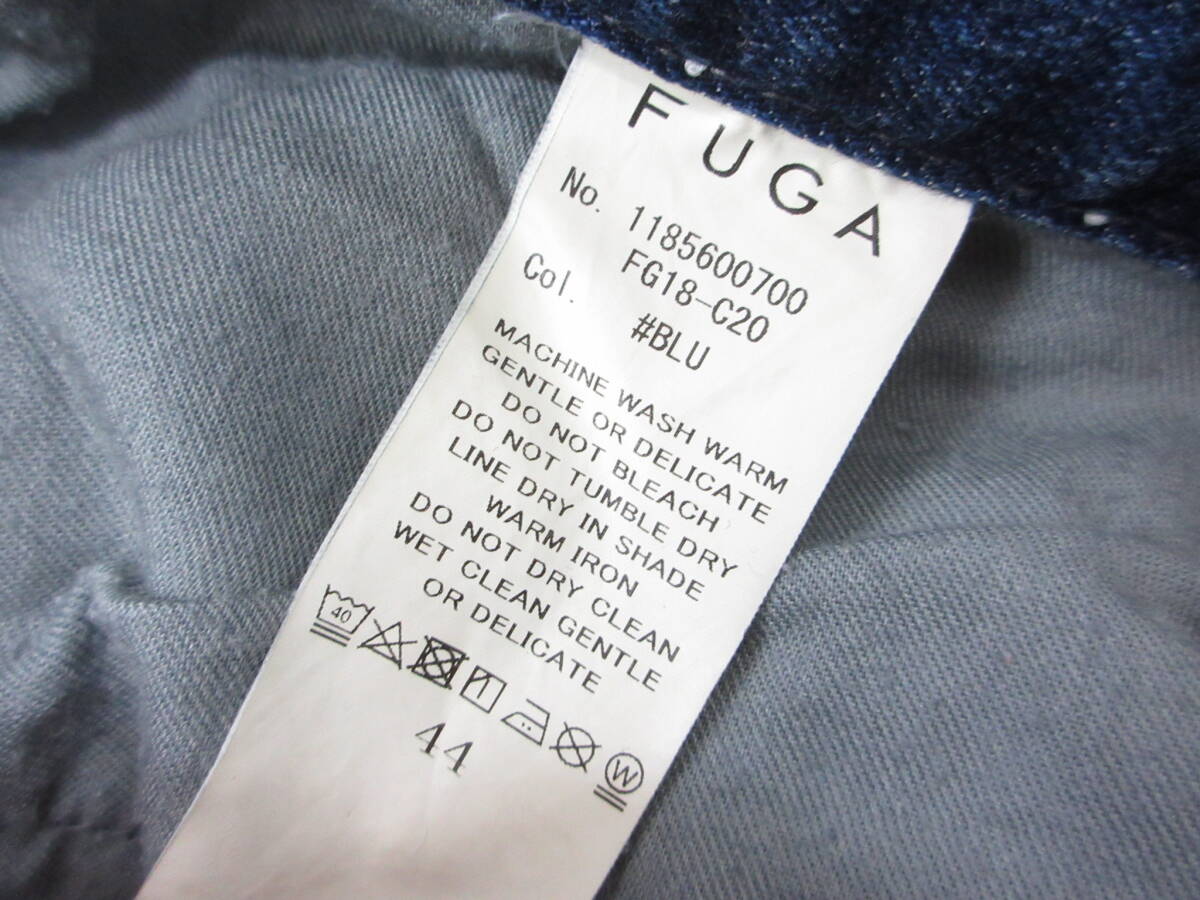 FUGA
No. 1185600700
FG18-C20
Col. #BLU
MACHINE WASH WARM
GENTLE OR DELICATE
DO NOT BLEACH
DO NOT TUMBLE DRY
LINE DRY IN SHADE
WARM IRON
DO NOT DRY CLEAN
WET CLEAN GENTLE
OR DELICATE
40 W
44